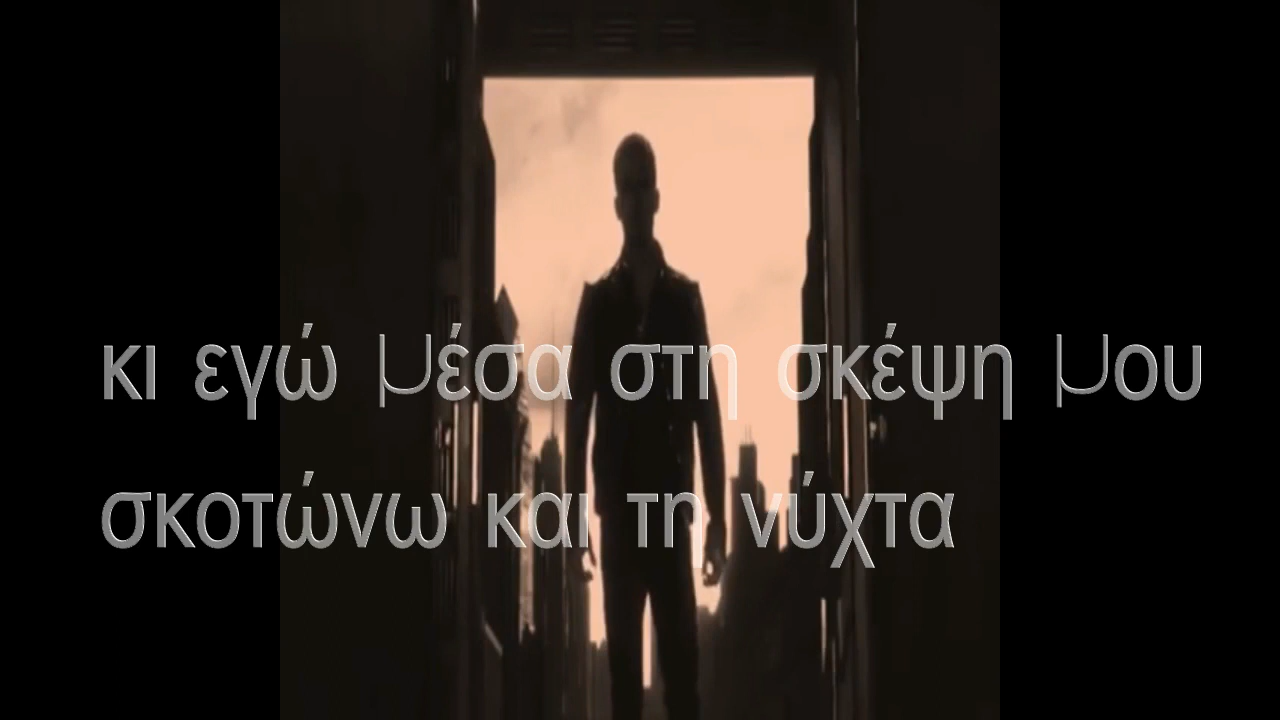 κι εγώ μέσα στη σκέψη μου
σκοτώνω και τη νύχτα